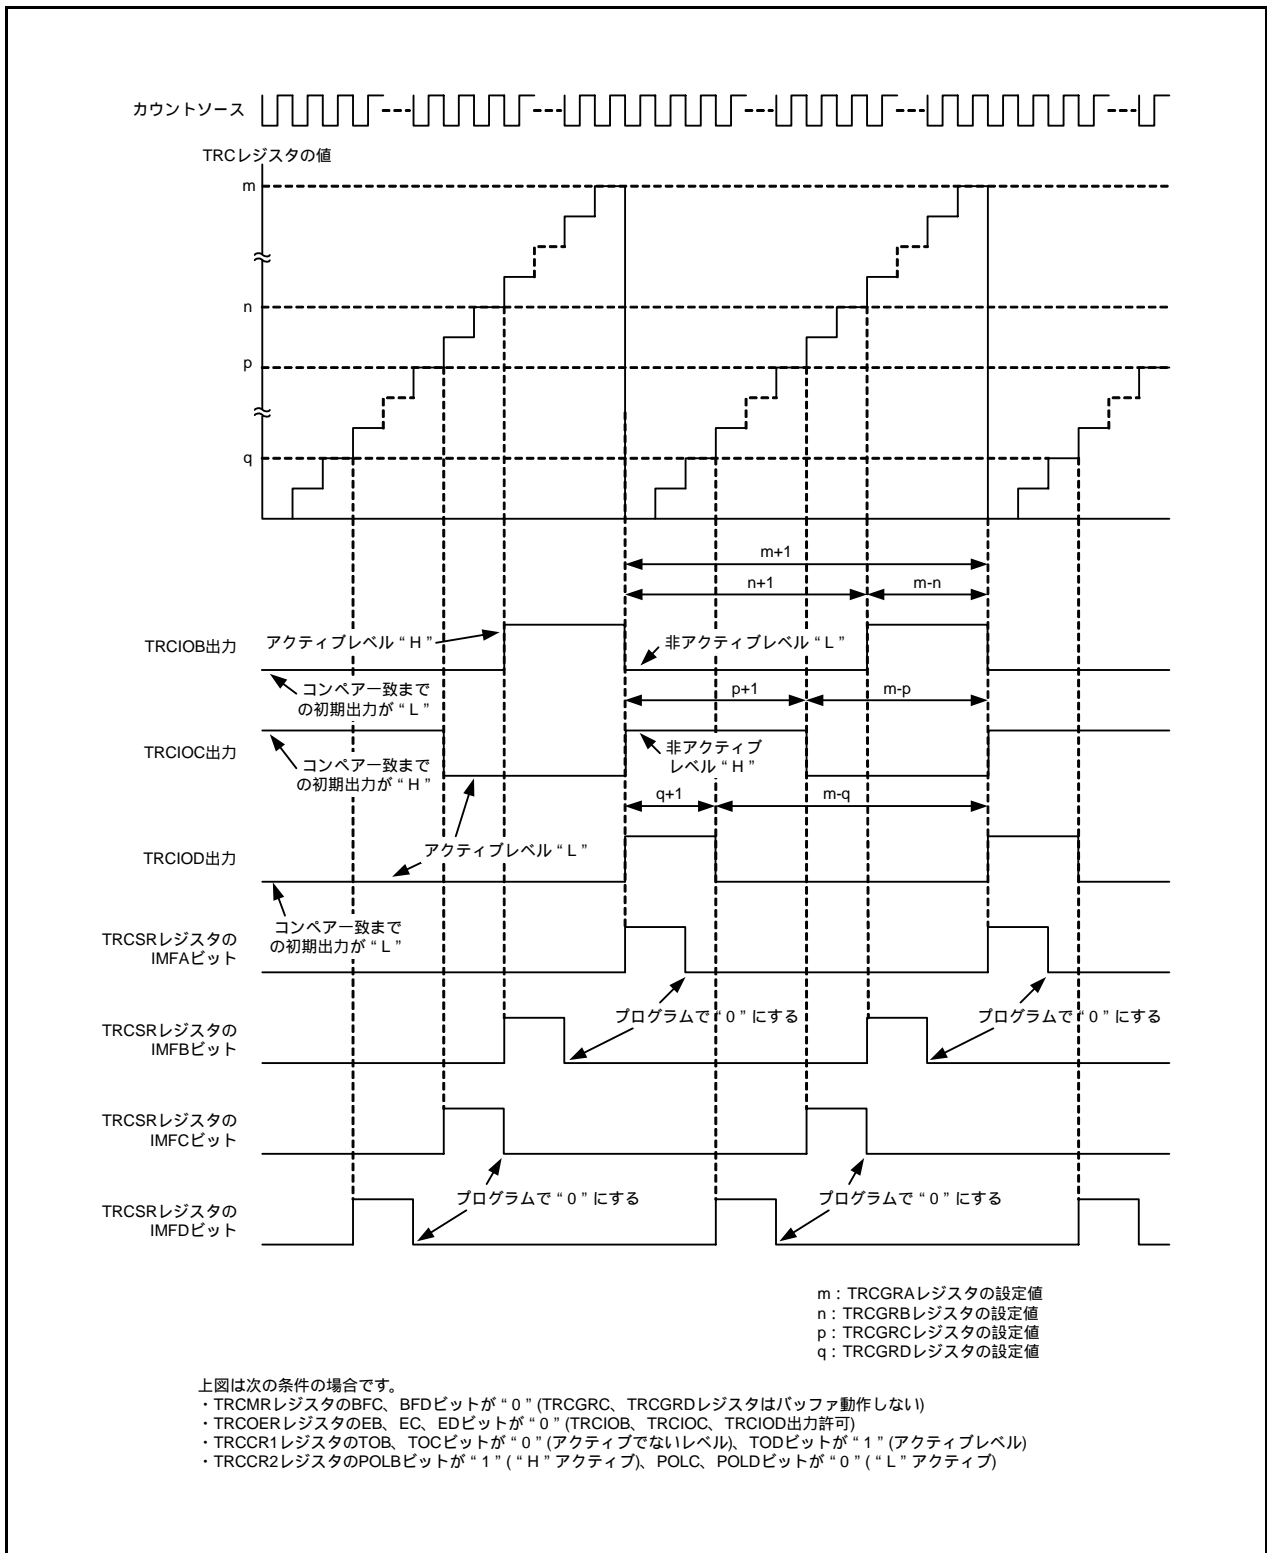 カウントソース
TRCレジスタの値
m
n
p
q
m+1
n+1
m-n
TRCIOB出力
アクティブレベル“H”
非アクティブレベル“L”
コンペア一致まで
の初期出力が“L”
p+1
m-p
TRCIOC出力
コンペア一致まで
の初期出力が“H”
非アクティブ
レベル“H”
q+1
m-q
TRCIOD出力
アクティブレベル“L”
コンペア一致まで
の初期出力が“L”
TRCSRレジスタの
IMFAビット
プログラムで“0”にする
プログラムで“0”にする
TRCSRレジスタの
IMFBビット
TRCSRレジスタの
IMFCビット
プログラムで“0”にする
プログラムで“0”にする
TRCSRレジスタの
IMFDビット
m：TRCGRAレジスタの設定値
n：TRCGRBレジスタの設定値
p：TRCGRCレジスタの設定値
q：TRCGRDレジスタの設定値
上図は次の条件の場合です。
・TRCMRレジスタのBFC、BFDビットが“0”(TRCGRC、TRCGRDレジスタはバッファ動作しない)
・TRCOERレジスタのEB、EC、EDビットが“0”(TRCIOB、TRCIOC、TRCIOD出力許可)
・TRCCR1レジスタのTOB、TOCビットが“0”(アクティブでないレベル)、TODビットが“1”(アクティブレベル)
・TRCCR2レジスタのPOLBビットが“1”(“H”アクティブ)、POLC、POLDビットが“0”(“L”アクティブ)